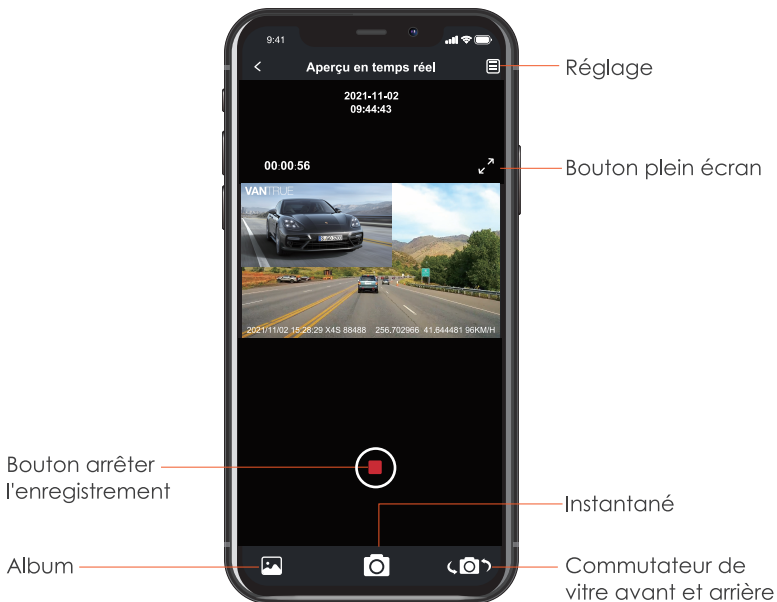 9:41
Aperçu en temps réel
Réglage
2021-11-02
09:44:43
00:00:56
Bouton plein écran
VANTRUE
2021/11/02 15:28:29 X4S 88488 256.702966 41.644481 96KM/H
Bouton arrêter
l'enregistrement
Instantané
Album
Commutateur de
vitre avant et arrière